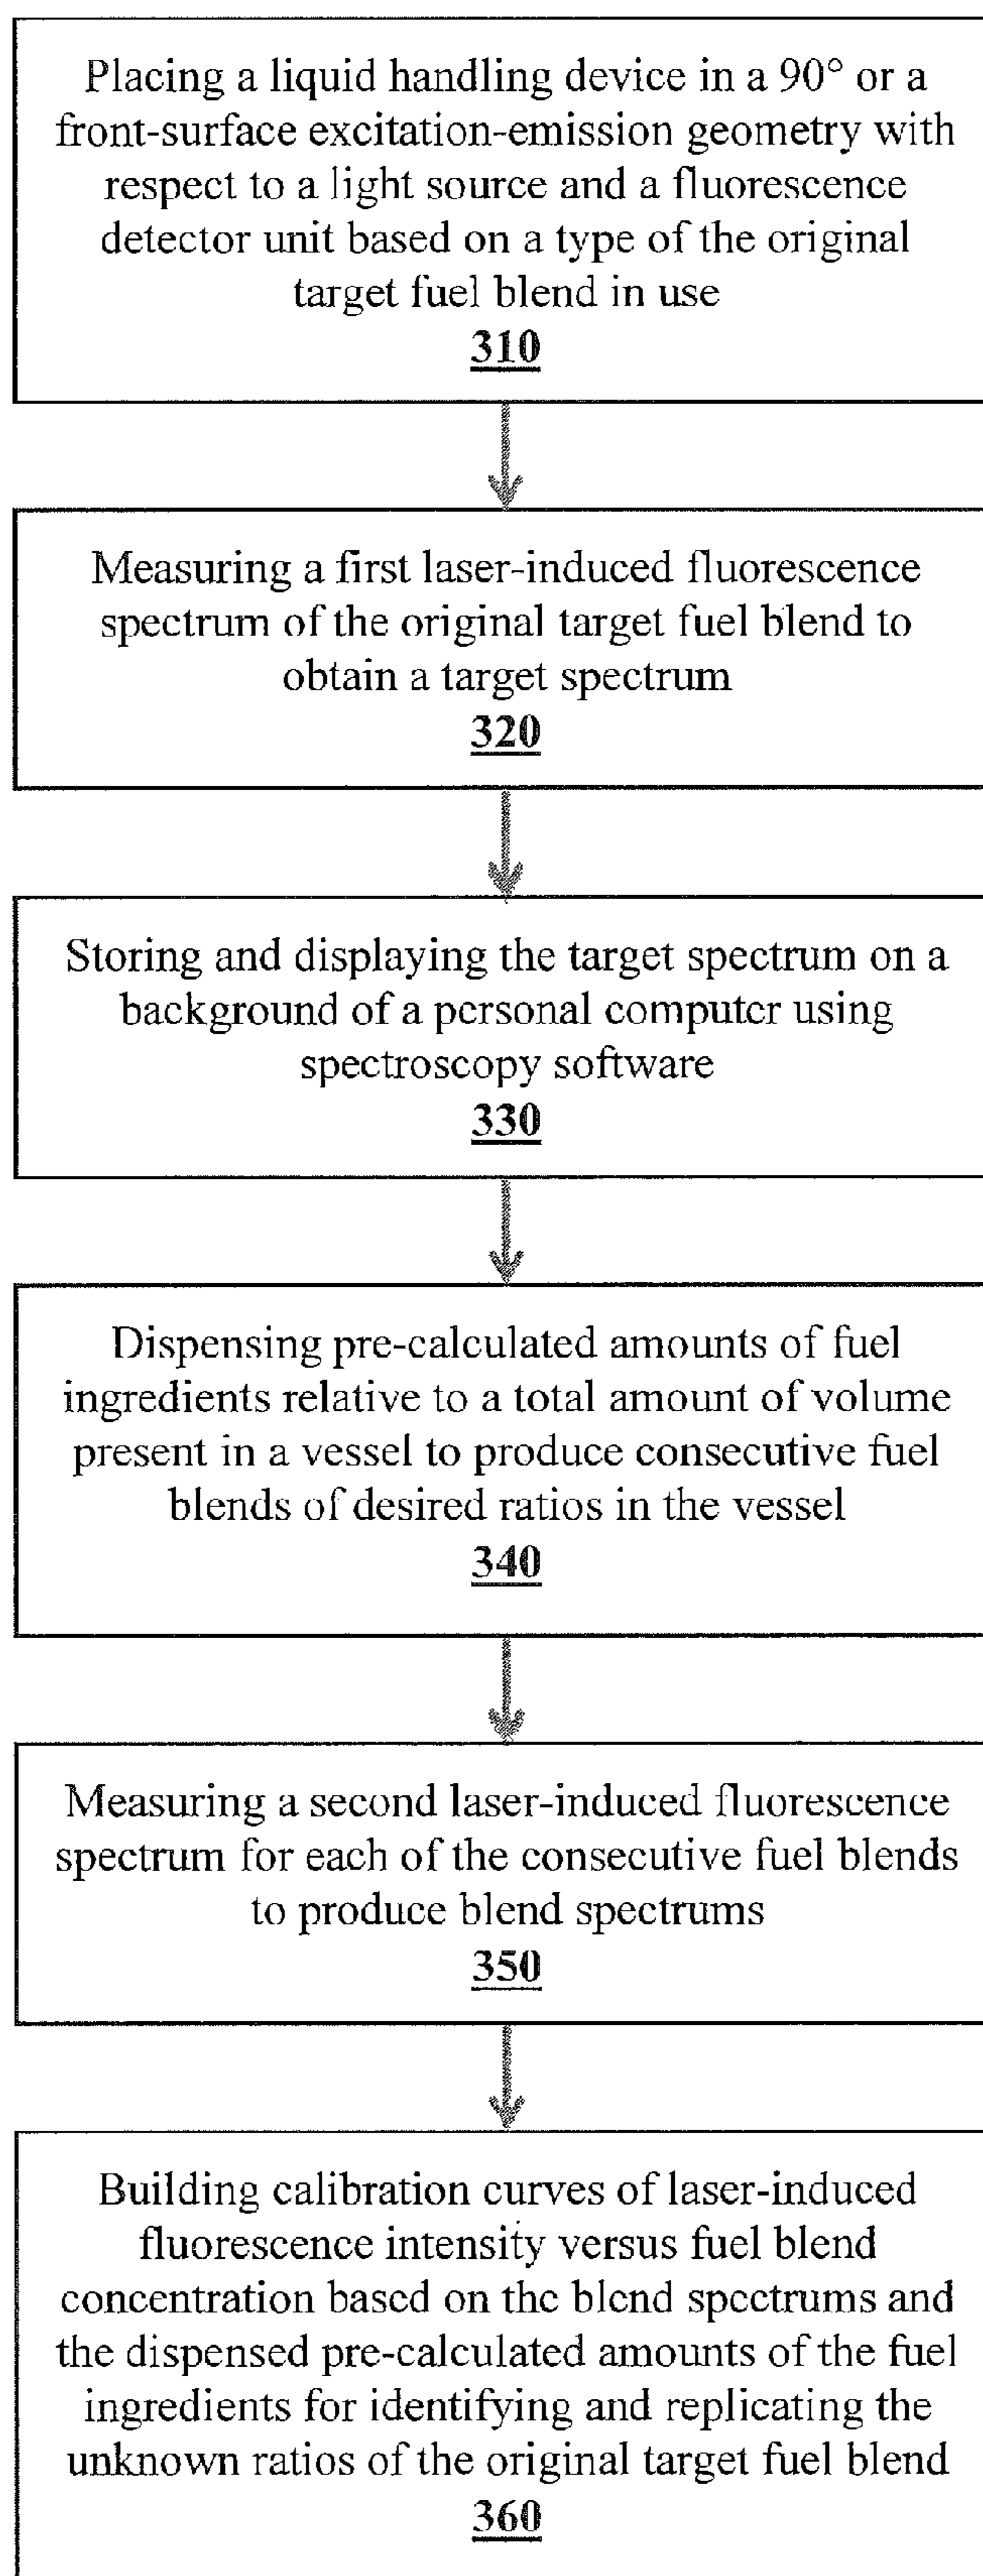 Placing a liquid handling device in a 90° or a
front-surface excitation-emission geometry with
respect to a light source and a fluorescence
detector unit based on a type of the original
target fuel blend in use
310
Measuring a first laser-induced fluorescence
spectrum of the original target fuel blend to
obtain a target spectrum
320
Storing and displaying the target spectrum on a
background of a personal computer using
spectroscopy software
330
Dispensing pre-calculated amounts of fuel
ingredients relative to a total amount of volume
present in a vessel to produce consecutive fuel
blends of desired ratios in the vessel
340
Measuring a second laser-induced fluorescence
spectrum for each of the consecutive fuel blends
to produce blend spectrums
350
Building calibration curves of laser-induced
fluorescence intensity versus fuel blend
concentration based on the blend spectrums and
the dispensed pre-calculated amounts of the fuel
ingredients for identifying and replicating the
unknown ratios of the original target fuel blend
360